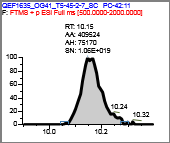 QEF1635_OG41_T5-45-2-7_SC PC-42:11
F: FTMS + p ESI Full ms [500.0000-2000.0000]
RT: 10.15
AA: 409524
AH: 75170
SN: 1.06E+019
100
80
60
40
20
0
10.24
10.32
10.0
10.2